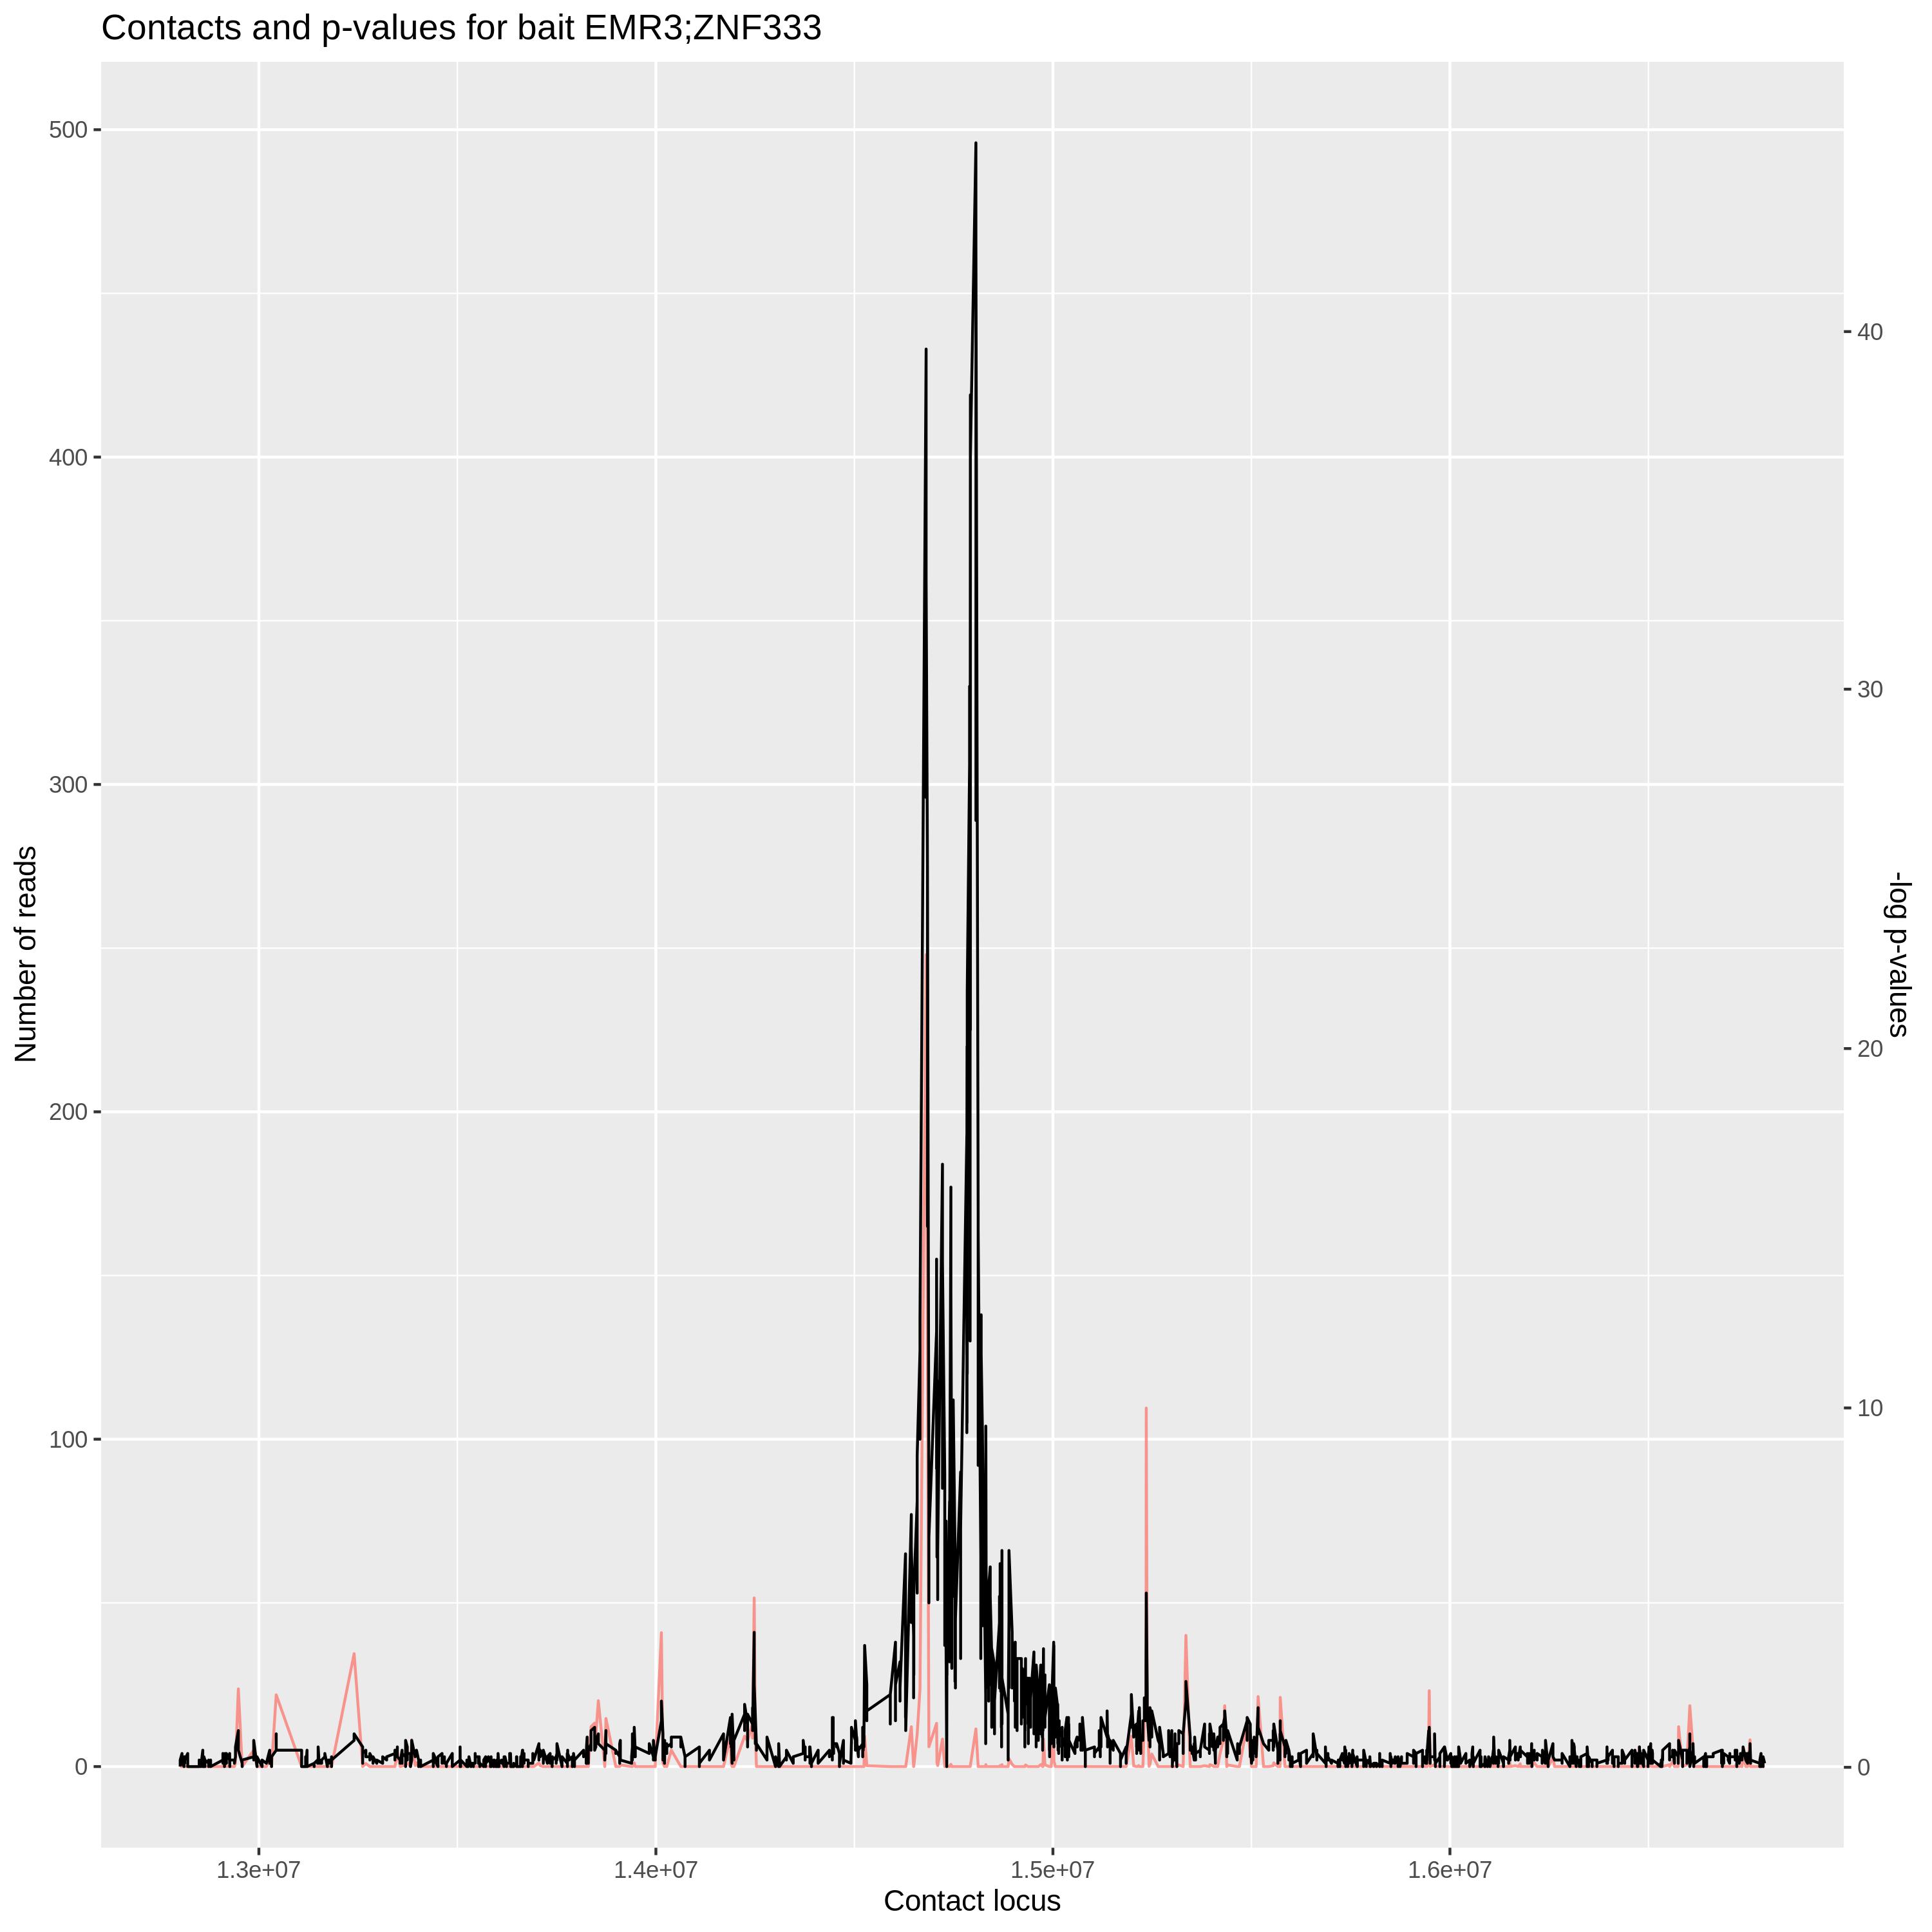 Contacts and p-values for bait EMR3;ZNF333
500
400
300
200
100
0
Number of reads
40
30
20
10
0
-log p-values
1.3e+07 1.4e+07 1.5e+07 1.6e+07
Contact locus